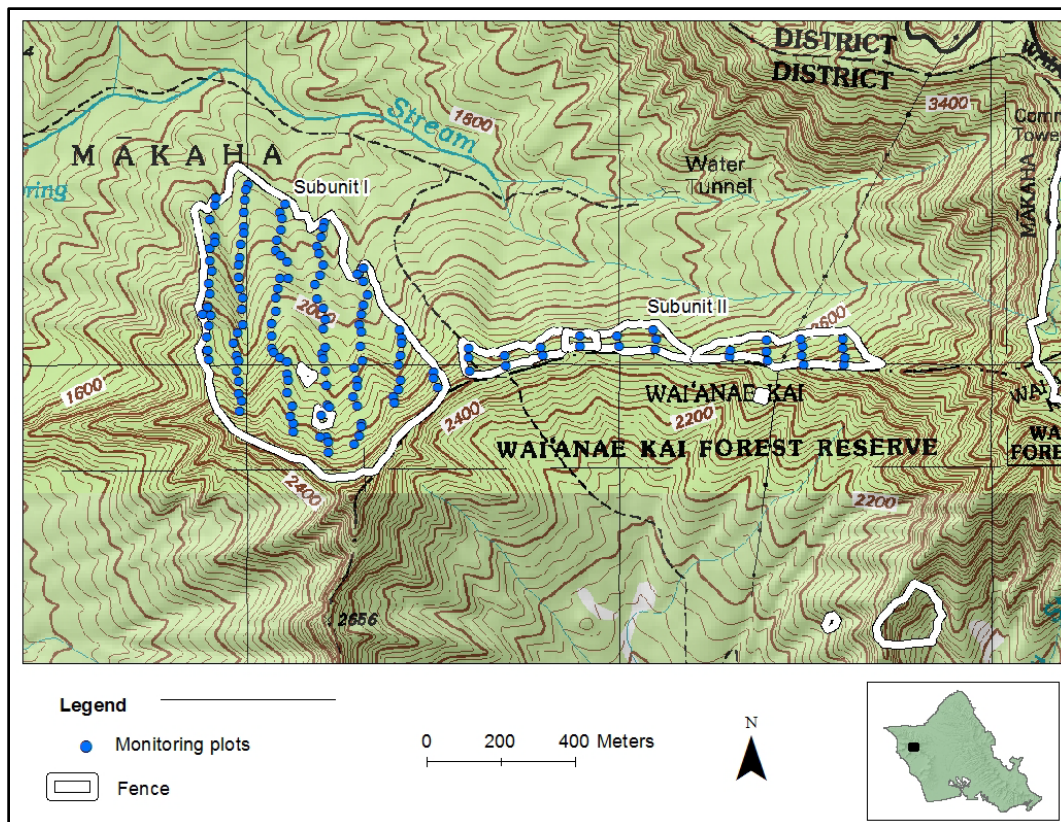 DISTRICT
DISTRICT
3400
Stream
1800
MĀKAHA
Water
Tunnel
Subunit I
MĀKAHA
2000
Subunit II
2600
1600
2400
WAI'ANAE KAI
2200
WAI'ANAE KAI FOREST RESERVE
2400
2200
2656
Legend
Monitoring plots
Fence
0 200 400 Meters
N